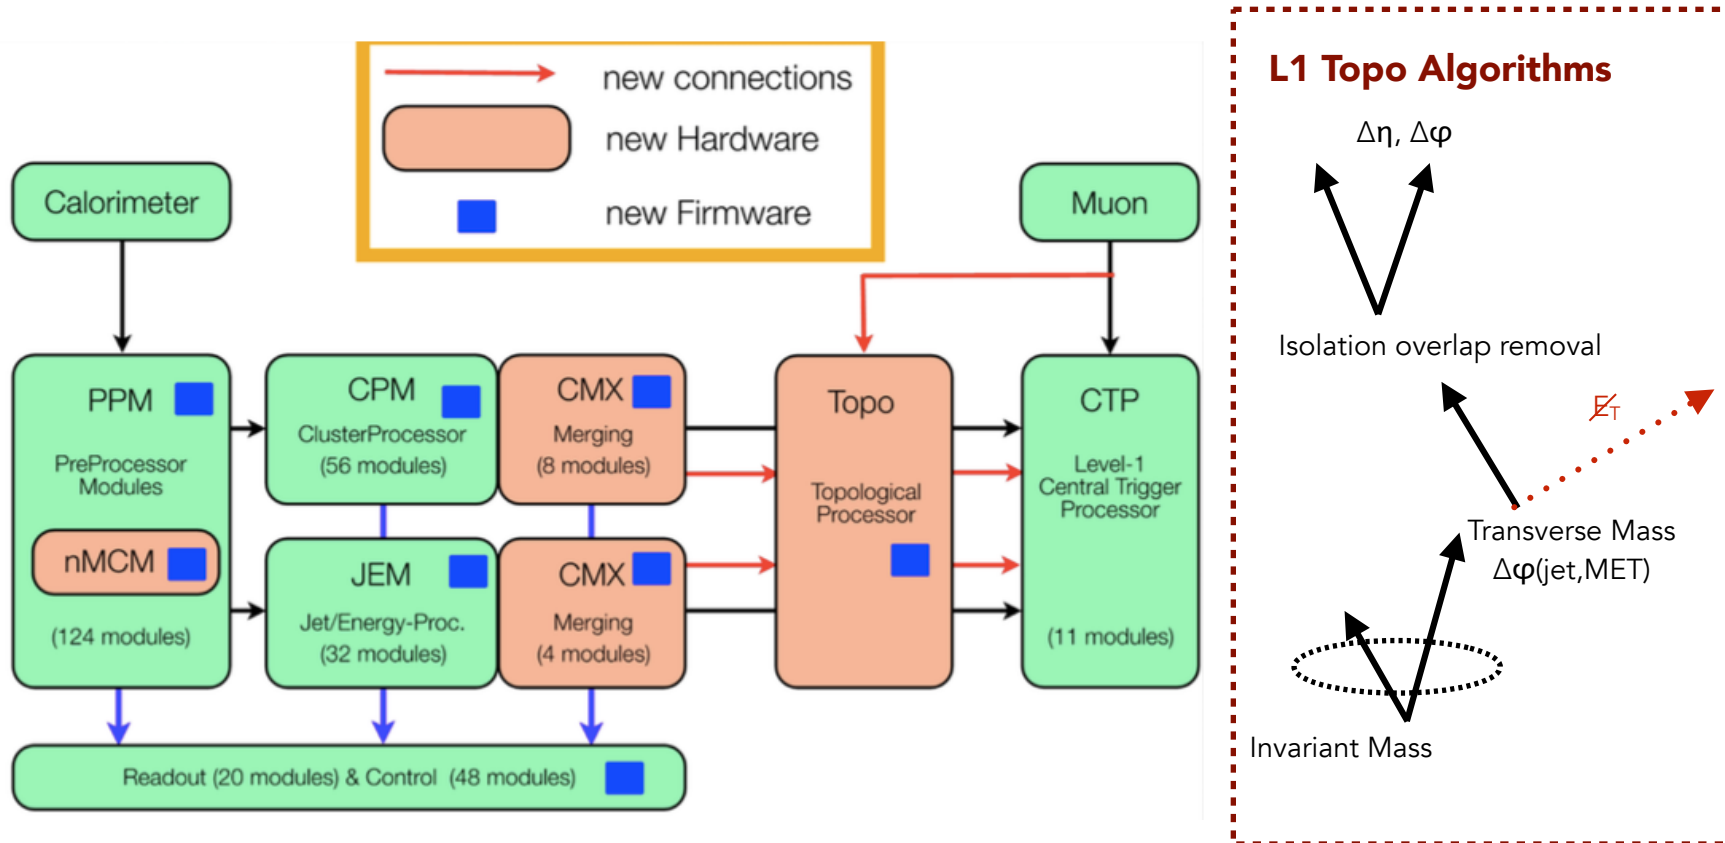 new connections
new Hardware
new Firmware
Calorimeter
Muon
PPM
PreProcessor
Modules
nMCM
(124 modules)
CPM
ClusterProcessor
(56 modules)
CMX
Merging
(8 modules)
JEM
Jet/Energy-Proc.
(32 modules)
CMX
Merging
(4 modules)
Topo
Topological
Processor
CTP
Level-1
Central Trigger
Processor
(11 modules)
Readout (20 modules) & Control (48 modules)
L1 Topo Algorithms
Δη, Δφ
Isolation overlap removal
E̸T
Transverse Mass
Δφ(jet,MET)
Invariant Mass